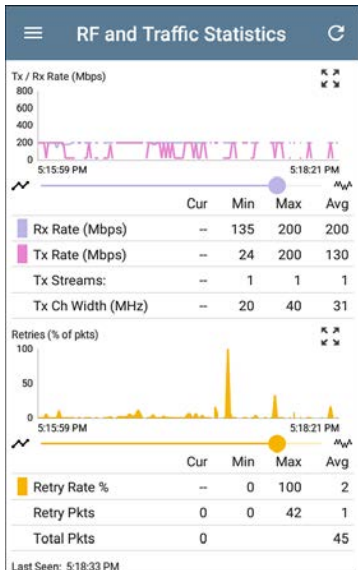 RF and Traffic Statistics
Tx / Rx Rate (Mbps)
800
600
400
200
0
5:15:59 PM 5:18:21 PM
Cur Min Max Avg
Rx Rate (Mbps) -- 135 200 200
Tx Rate (Mbps) -- 24 200 130
Tx Streams: -- 1 1 1
Tx Ch Width (MHz) -- 20 40 31
Retries (% of pkts)
100
50
0
5:15:59 PM 5:18:21 PM
Cur Min Max Avg
Retry Rate % -- 0 100 2
Retry Pkts 0 0 42 1
Total Pkts 0 45
Last Seen: 5:18:33 PM